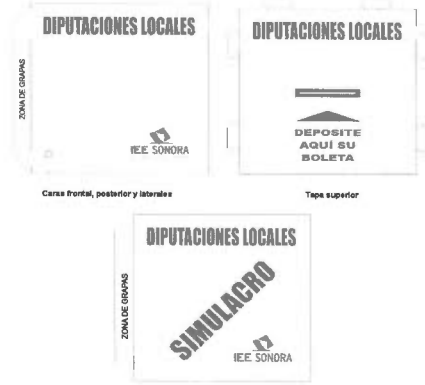 DIPUTACIONES LOCALES
ZONA DE GRAPAS
IEE SONORA
Caras frontal, posterior y laterales
DIPUTACIONES LOCALES
DEPOSITE
AQUÍ SU
BOLETA
Tapa superior
DIPUTACIONES LOCALES
ZONA DE GRAPAS
SIMULACRO
IEE SONORA